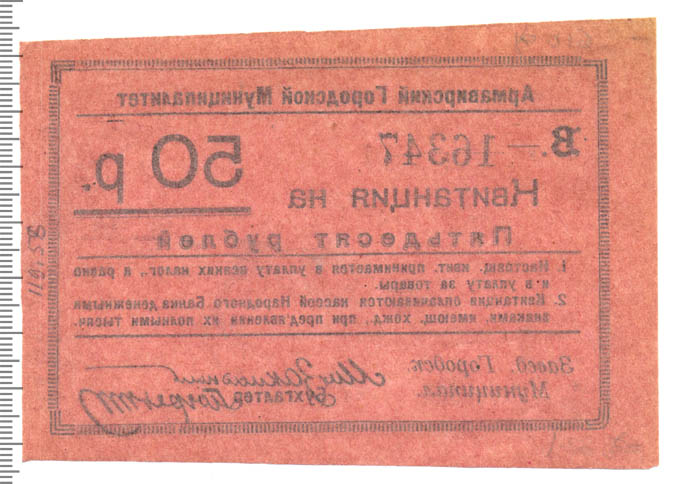 Армавирский Городской Муниципалитет
В.—16347
50 р.
Квитанция на
Пятьдесят рублей
1. Настоящ. квит. принимается в уплату всяких налог., а равно
и в уплату за товары.
2. Квитанция оплачиваются кассой Народного Банка денежными
знаками, имеющ. хожд., при пред'явлении их полными тысяч.
Завед. Городск.
Муниципал.
Бухгалтер